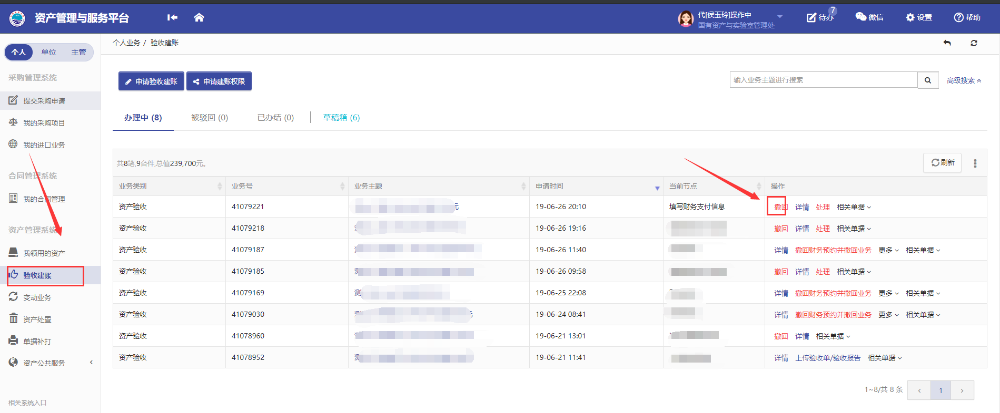 资产管理与服务平台
代[侯玉玲]操作中
国有资产与实验室管理处
待办
7
微信
设置
帮助
个人 单位 主管
个人业务 / 验收建账
采购管理系统
提交采购申请
我的采购项目
我的进口业务
合同管理系统
我的合同管理
资产管理系统
我领用的资产
验收建账
变动业务
资产处置
单据补打
资产公共服务
相关系统入口
申请验收建账 申请建账权限
输入业务主题进行搜索
高级搜索
办理中 (8) 被驳回 (0) 已办结 (0) 草稿箱 (6)
共8笔,9台件,总值239,700元。
刷新
业务类别 业务号 业务主题 申请时间 当前节点 操作
资产验收 41079221 元 19-06-26 20:10 填写财务支付信息 撤回 详情 处理 相关单据
资产验收 41079218 19-06-26 19:16 撤回 详情 处理 相关单据
资产验收 41079187 19-06-26 11:40 详情 撤回财务预约并撤回业务 更多 相关单据
资产验收 41079185 19-06-26 09:58 撤回 详情 处理 相关单据
资产验收 41079169 测 19-06-25 22:08 详情 撤回财务预约并撤回业务 更多 相关单据
资产验收 41079030 19-06-24 08:41 详情 撤回财务预约并撤回业务 更多 相关单据
资产验收 41078960 19-06-21 13:01 撤回 详情 相关单据
资产验收 41078952 19-06-21 11:41 详情 上传验收单/验收报告 相关单据
1~8/共 8 条
1